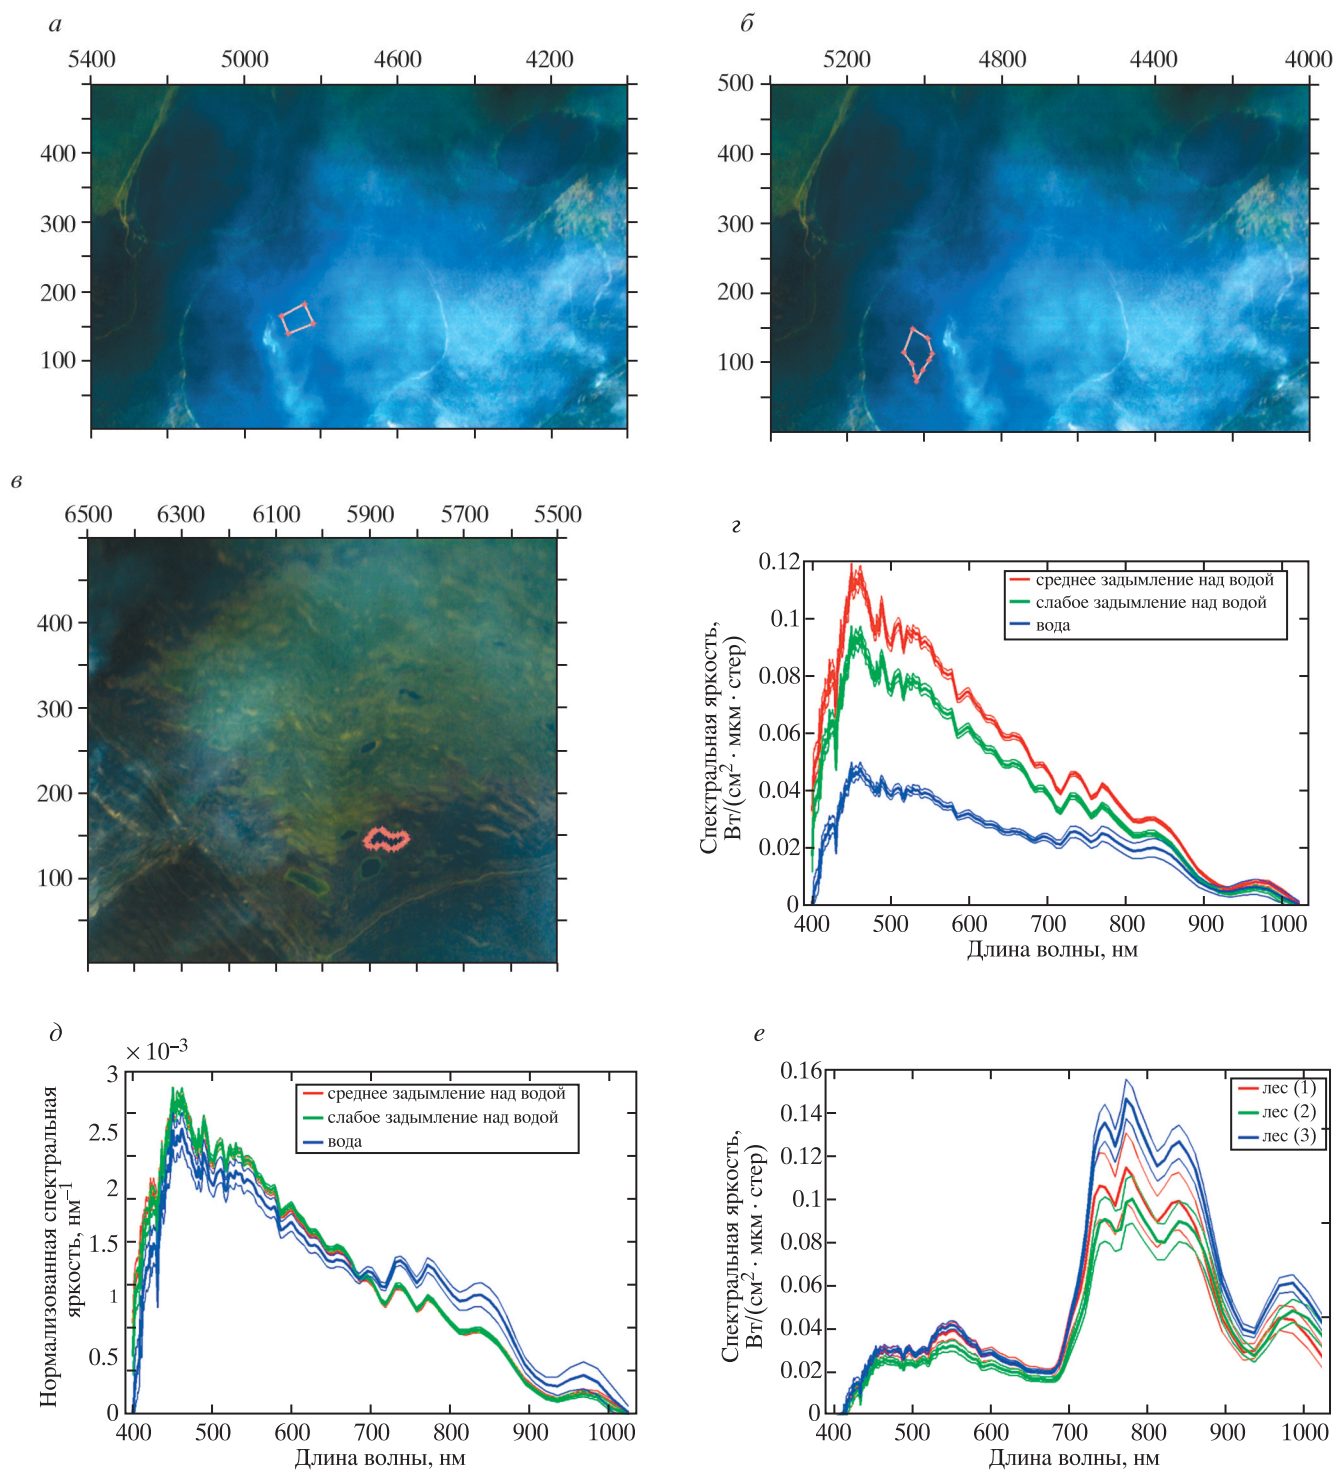 а
5400 5000 4600 4200
400
300
200
100
б
5200 4800 4400 4000
500
400
300
200
100
в
6500 6300 6100 5900 5700 5500
400
300
200
100
г
Спектральная яркость,
Вт/(см² · мкм · стер)
0.12
0.1
0.08
0.06
0.04
0.02
0
среднее задымление над водой
слабое задымление над водой
вода
400 500 600 700 800 900 1000
Длина волны, нм
д
× 10⁻³
Нормализованная спектральная
яркость, нм⁻¹
3
2.5
2
1.5
1
0.5
0
среднее задымление над водой
слабое задымление над водой
вода
400 500 600 700 800 900 1000
Длина волны, нм
е
Спектральная яркость,
Вт/(см² · мкм · стер)
0.16
0.14
0.12
0.1
0.08
0.06
0.04
0.02
0
лес (1)
лес (2)
лес (3)
400 500 600 700 800 900 1000
Длина волны, нм